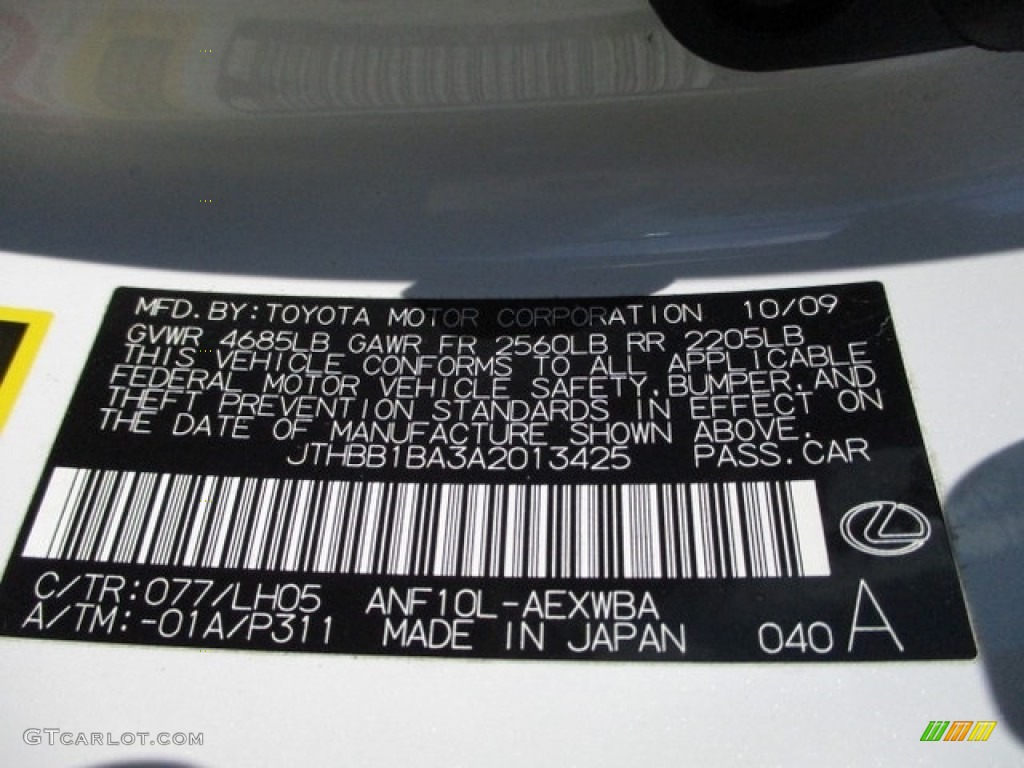 MFD. BY: TOYOTA MOTOR CORPORATION 10/09
GVWR 4685LB GAWR FR 2560LB RR 2205LB
THIS VEHICLE CONFORMS TO ALL APPLICABLE
FEDERAL MOTOR VEHICLE SAFETY, BUMPER, AND
THEFT PREVENTION STANDARDS IN EFFECT ON
THE DATE OF MANUFACTURE SHOWN ABOVE.
JTHBB1BA3A2013425 PASS. CAR
C/TR: 077/LH05 ANF10L-AEXWBA
A/TM: -01A/P311 MADE IN JAPAN 040 A
GTCARLOT.COM